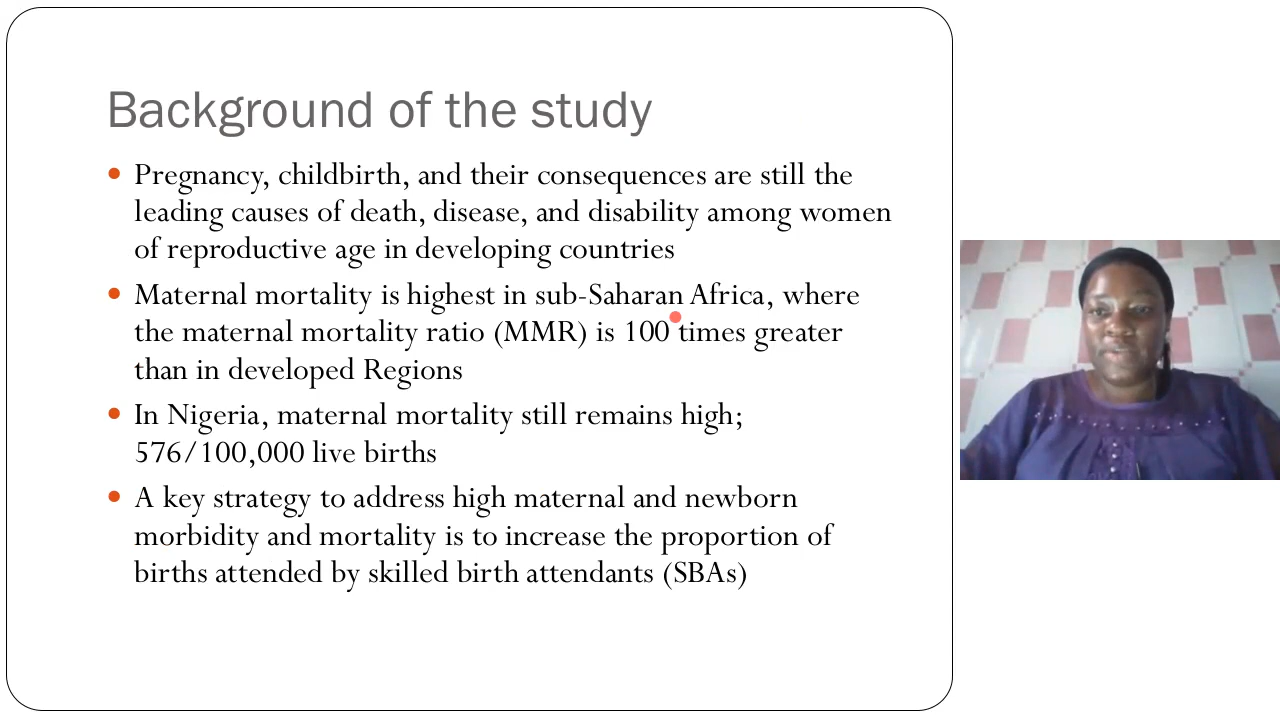 Background of the study
Pregnancy, childbirth, and their consequences are still the
leading causes of death, disease, and disability among women
of reproductive age in developing countries
Maternal mortality is highest in sub-Saharan Africa, where
the maternal mortality ratio (MMR) is 100 times greater
than in developed Regions
In Nigeria, maternal mortality still remains high;
576/100,000 live births
A key strategy to address high maternal and newborn
morbidity and mortality is to increase the proportion of
births attended by skilled birth attendants (SBAs)